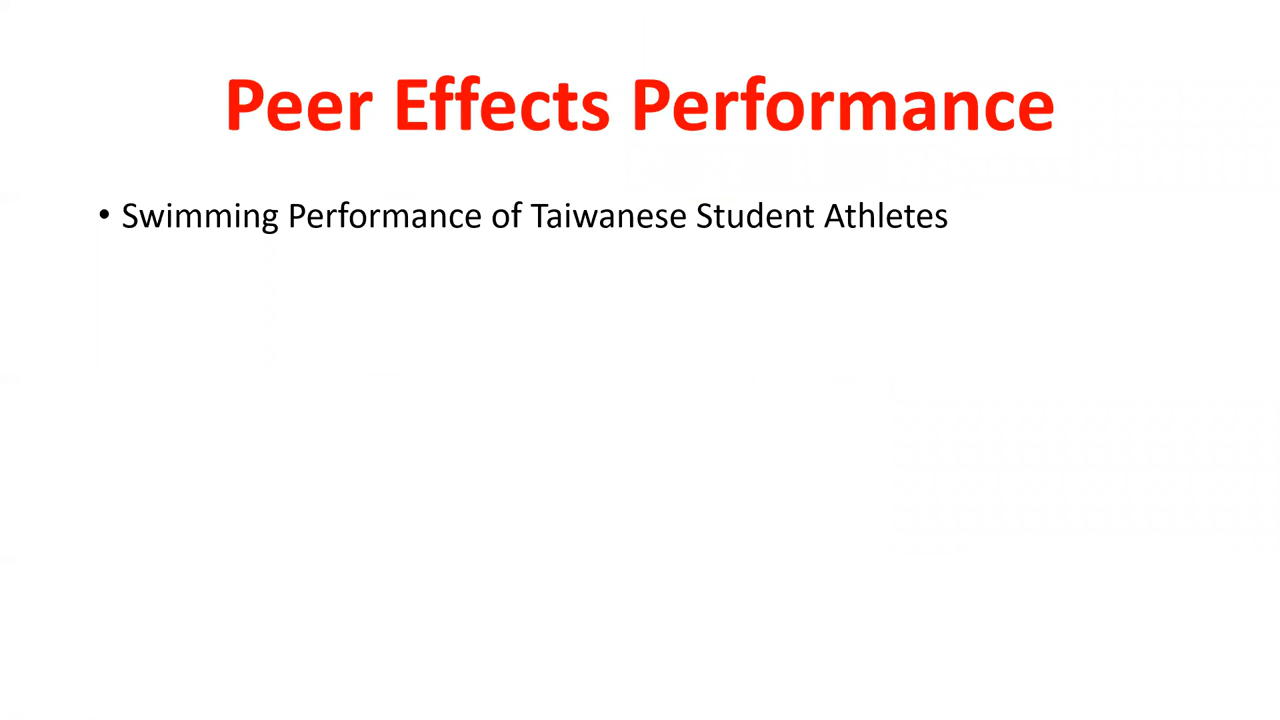 Peer Effects Performance
• Swimming Performance of Taiwanese Student Athletes